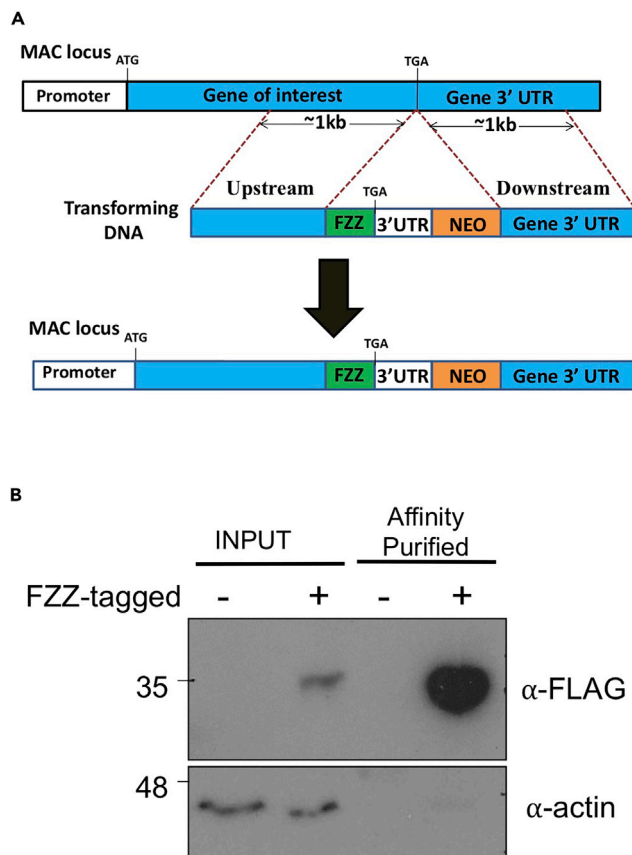 A
MAC locus
ATG
TGA
Promoter
Gene of interest
Gene 3’ UTR
~1kb
~1kb
Upstream
Downstream
TGA
Transforming
DNA
FZZ
3’UTR
NEO
Gene 3’ UTR
MAC locus
ATG
TGA
Promoter
FZZ
3’UTR
NEO
Gene 3’ UTR
B
INPUT
Affinity
Purified
FZZ-tagged - + - +
35
α-FLAG
48
α-actin